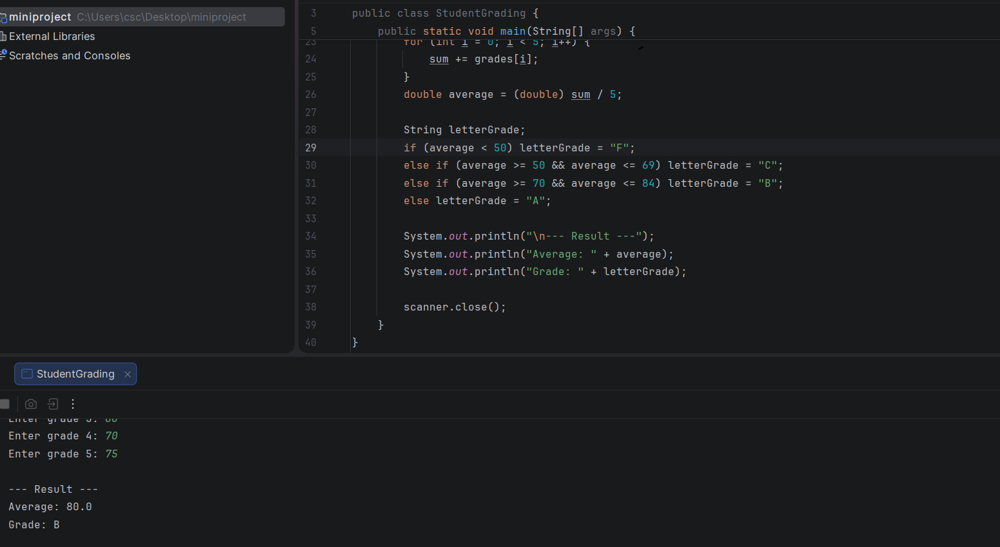 miniproject C:\Users\csc\Desktop\miniproject
External Libraries
Scratches and Consoles
3 public class StudentGrading {
5 public static void main(String[] args) {
23 for (int i = 0; i < 5; i++) {
24 sum += grades[i];
25 }
26 double average = (double) sum / 5;
27
28 String letterGrade;
29 if (average < 50) letterGrade = "F";
30 else if (average >= 50 && average <= 69) letterGrade = "C";
31 else if (average >= 70 && average <= 84) letterGrade = "B";
32 else letterGrade = "A";
33
34 System.out.println("\n--- Result ---");
35 System.out.println("Average: " + average);
36 System.out.println("Grade: " + letterGrade);
37
38 scanner.close();
39 }
40 }
StudentGrading
Enter grade 3:
Enter grade 4: 70
Enter grade 5: 75
--- Result ---
Average: 80.0
Grade: B